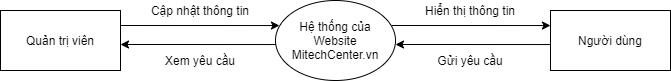 Cập nhật thông tin
Hiển thị thông tin
Quản trị viên
Hệ thống của
Website
MitechCenter.vn
Người dùng
Xem yêu cầu
Gửi yêu cầu